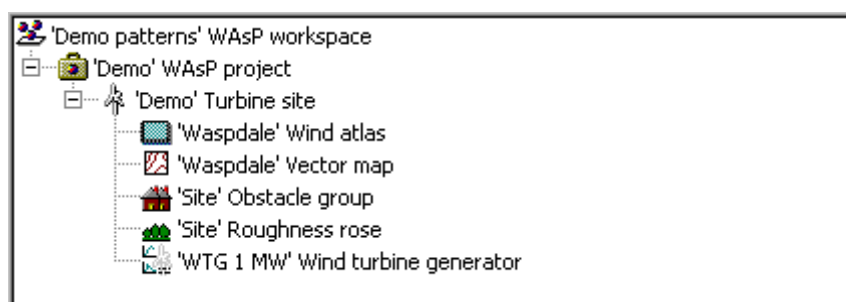 'Demo patterns' WAsP workspace
'Demo' WAsP project
'Demo' Turbine site
'Waspdale' Wind atlas
'Waspdale' Vector map
'Site' Obstacle group
'Site' Roughness rose
'WTG 1 MW' Wind turbine generator